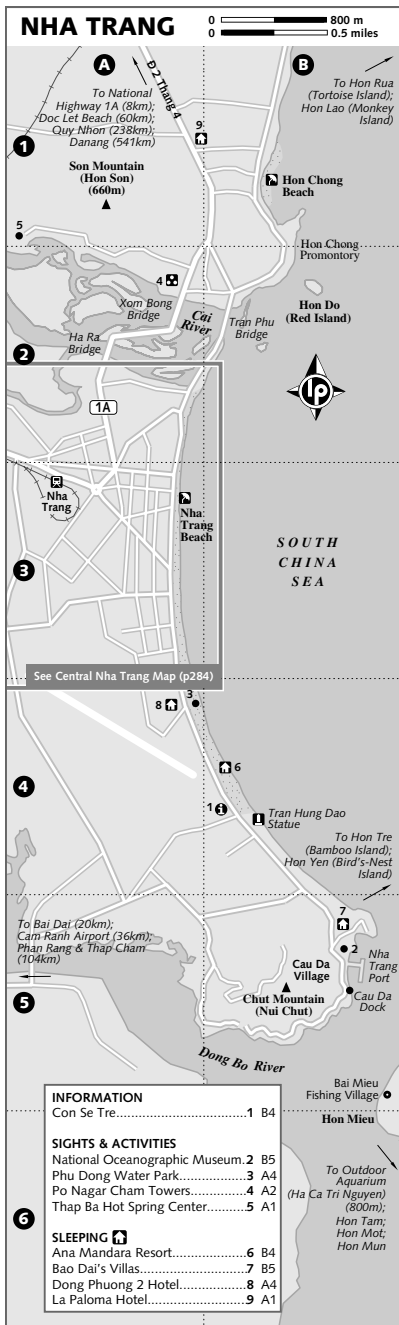 NHA TRANG
0 800 m
0 0.5 miles
A
B
Đ 2 Thang 4
To National
Highway 1A (8km);
Doc Let Beach (60km);
Quy Nhon (238km);
Danang (541km)
To Hon Rua
(Tortoise Island);
Hon Lao (Monkey
Island)
1
9
Son Mountain
(Hon Son)
(660m)
Hon Chong
Beach
5
Hon Chong
Promontory
4
Xom Bong
Bridge
Cai
River
Tran Phu
Bridge
Hon Do
(Red Island)
Ha Ra
Bridge
2
lp
1A
Nha
Trang
Nha
Trang
Beach
SOUTH
CHINA
SEA
3
See Central Nha Trang Map (p284)
8
3
6
4
1
Tran Hung Dao
Statue
To Hon Tre
(Bamboo Island);
Hon Yen (Bird's-Nest
Island)
7
To Bai Dai (20km);
Cam Ranh Airport (36km);
Phan Rang & Thap Cham
(104km)
2
Nha
Trang
Port
Cau Da
Village
5
Chut Mountain
(Nui Chut)
Cau Da
Dock
Dong Bo River
Bai Mieu
Fishing Village
Hon Mieu
INFORMATION
Con Se Tre........................1 B4
SIGHTS & ACTIVITIES
National Oceanographic Museum.2 B5
Phu Dong Water Park..............3 A4
Po Nagar Cham Towers............4 A2
Thap Ba Hot Spring Center........5 A1
6
SLEEPING
Ana Mandara Resort................6 B4
Bao Dai's Villas.......................7 B5
Dong Phuong 2 Hotel..............8 A4
La Paloma Hotel.....................9 A1
To Outdoor
Aquarium
(Ha Ca Tri Nguyen)
(800m);
Hon Tam;
Hon Mot;
Hon Mun